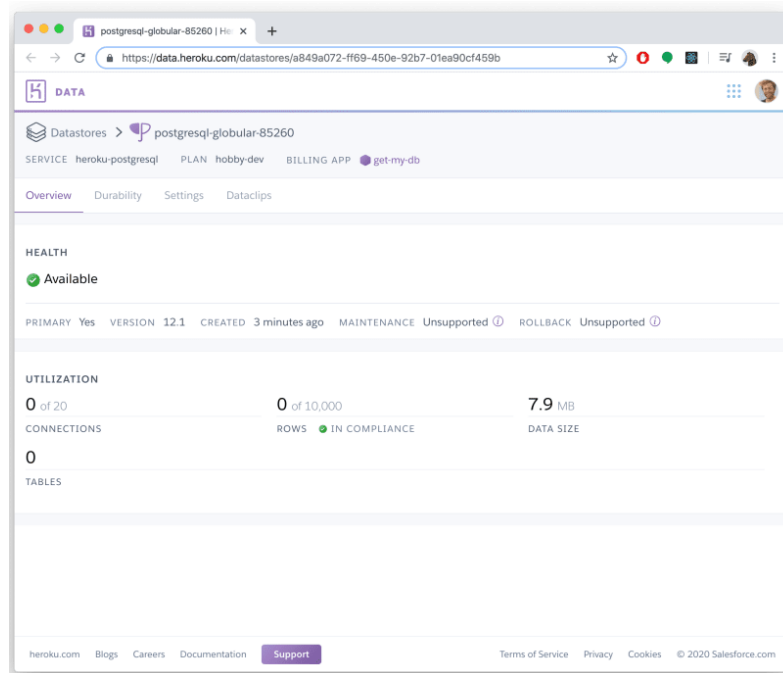 postgresql-globular-85260 | He
https://data.heroku.com/datastores/a849a072-ff69-450e-92b7-01ea90cf459b
DATA
Datastores > postgresql-globular-85260
SERVICE heroku-postgresql PLAN hobby-dev BILLING APP get-my-db
Overview Durability Settings Dataclips
HEALTH
Available
PRIMARY Yes VERSION 12.1 CREATED 3 minutes ago MAINTENANCE Unsupported ROLLBACK Unsupported
UTILIZATION
0 of 20 0 of 10,000 7.9 MB
CONNECTIONS ROWS IN COMPLIANCE DATA SIZE
0
TABLES
heroku.com Blogs Careers Documentation Support Terms of Service Privacy Cookies © 2020 Salesforce.com